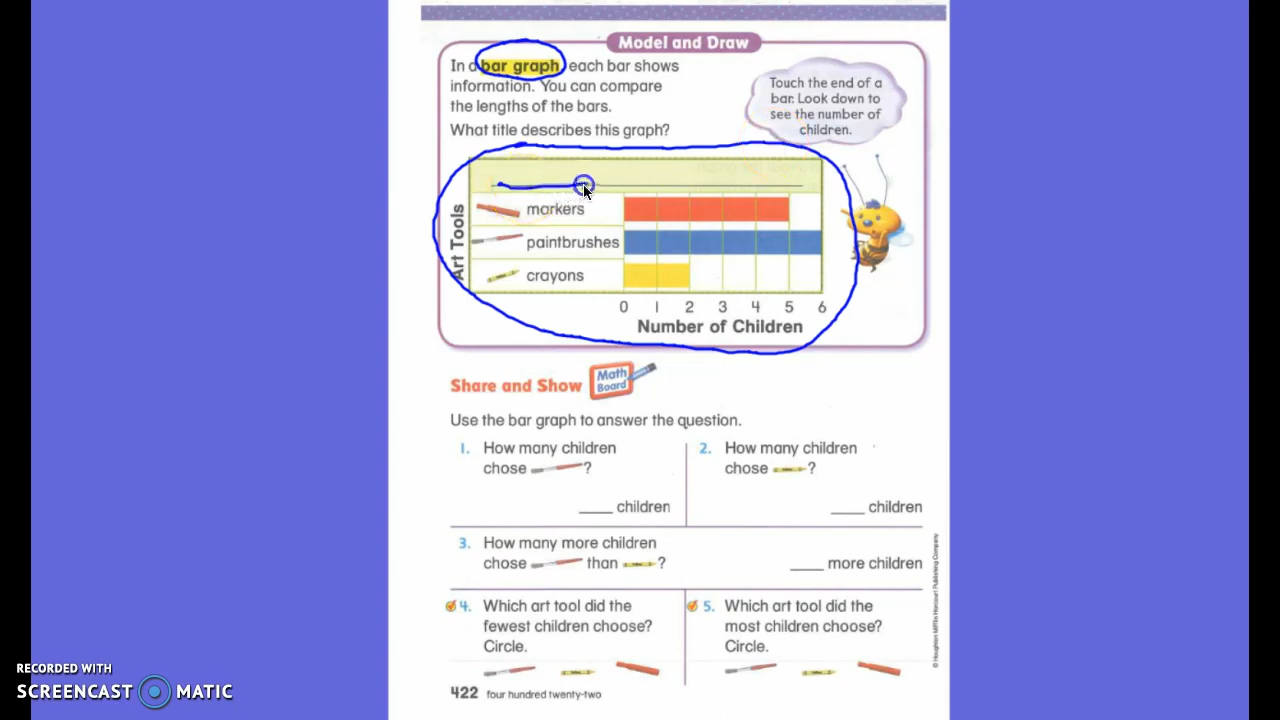 Model and Draw
In a bar graph, each bar shows
information. You can compare
the lengths of the bars.
What title describes this graph?
Touch the end of a
bar. Look down to
see the number of
children.
Art Tools
markers
paintbrushes
crayons
0 1 2 3 4 5 6
Number of Children
Share and Show
Math
Board
Use the bar graph to answer the question.
1. How many children
chose ?
____ children
2. How many children
chose ?
____ children
3. How many more children
chose than ?
____ more children
4. Which art tool did the
fewest children choose?
Circle.
5. Which art tool did the
most children choose?
Circle.
© Houghton Mifflin Harcourt Publishing Company
422 four hundred twenty-two
RECORDED WITH
SCREENCAST MATIC